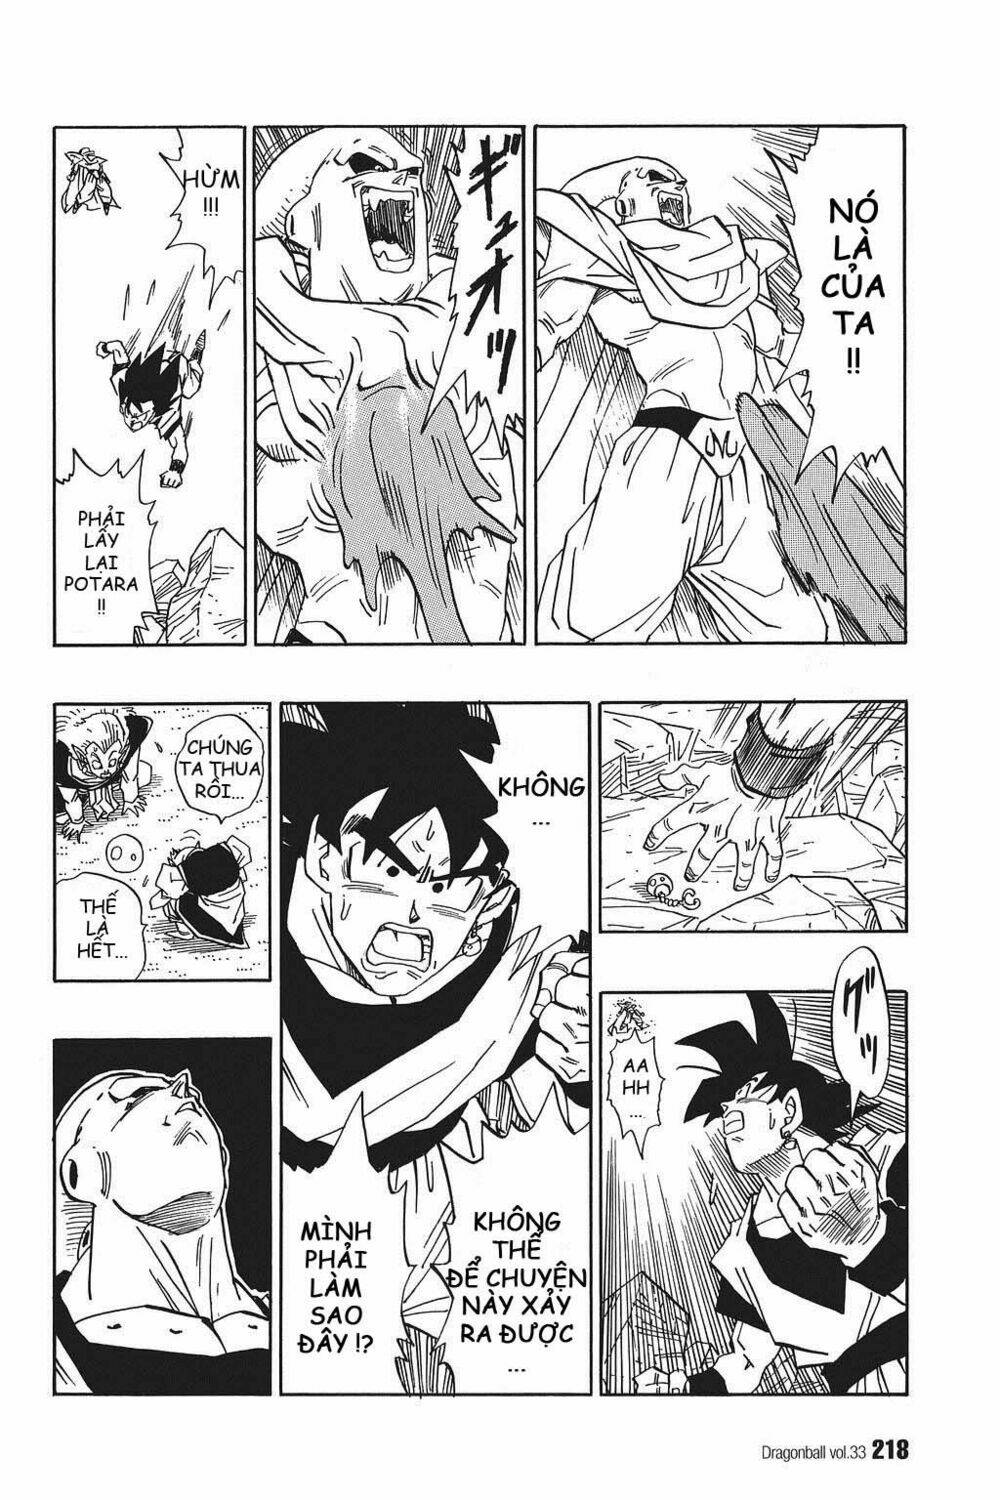 NÓ
LÀ
CỦA
TA
!!
ギュオッ
HỪM
!!!
PHẢI
LẤY
LẠI
POTARA
!!
グッ
AA
HH
...
KHÔNG
...
KHÔNG
THỂ
ĐỂ CHUYỆN
NÀY XẢY
RA ĐƯỢC
...
MÌNH
PHẢI
LÀM
SAO
ĐÂY !?
CHÚNG
TA THUA
RỒI...
THẾ
LÀ
HẾT...
Dragonball vol.33 218